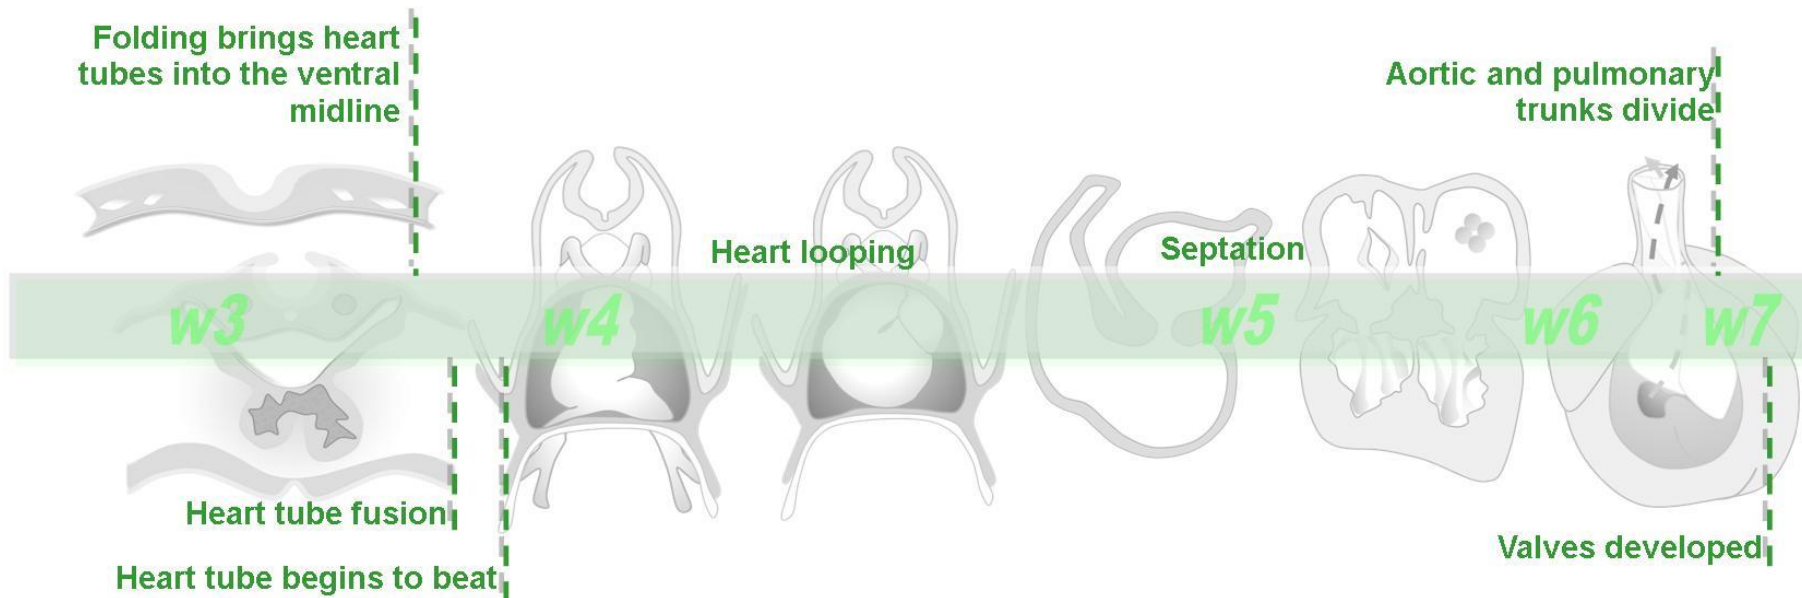 Folding brings heart
tubes into the ventral
midline
Aortic and pulmonary
trunks divide
Heart looping
Septation
w3
w4
w5
w6
w7
Heart tube fusion
Heart tube begins to beat
Valves developed